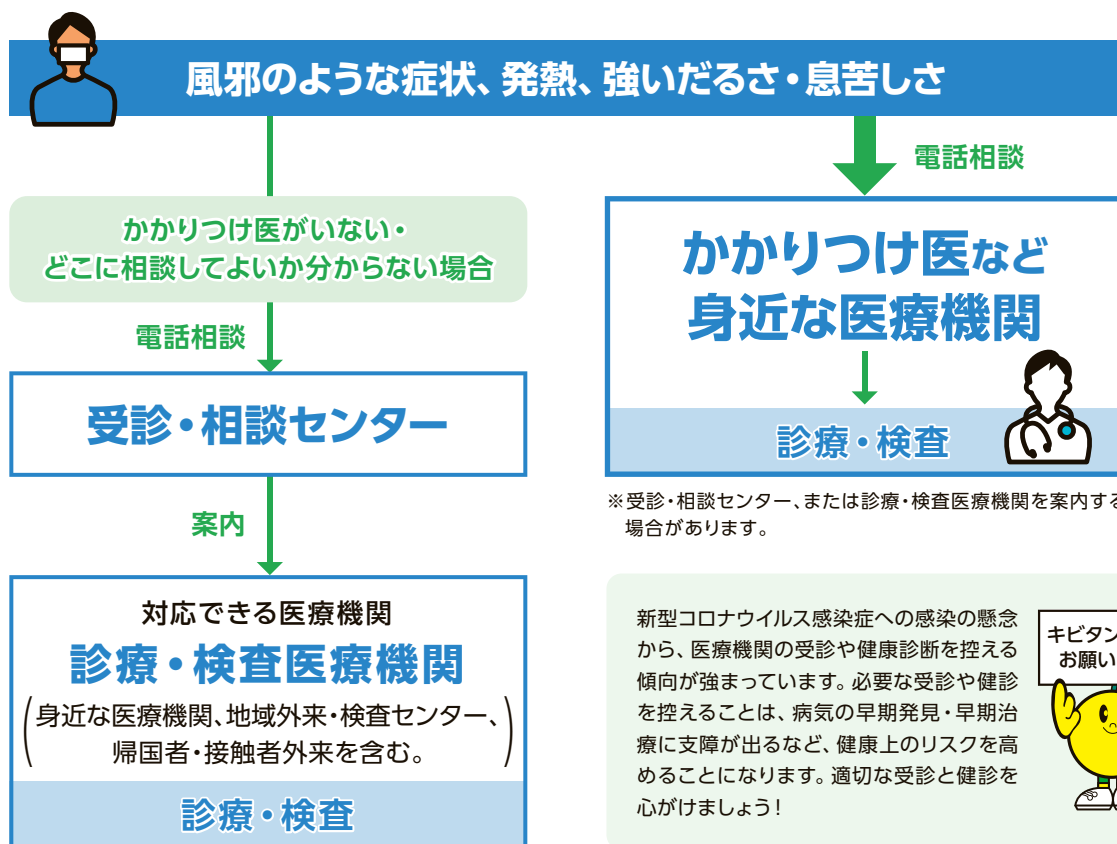 風邪のような症状、発熱、強いだるさ・息苦しさ
かかりつけ医がいない・
どこに相談してよいか分からない場合
電話相談
受診・相談センター
案内
対応できる医療機関
診療・検査医療機関
(身近な医療機関、地域外来・検査センター、
帰国者・接触者外来を含む。)
診療・検査
電話相談
かかりつけ医など
身近な医療機関
診療・検査
※受診・相談センター、または診療・検査医療機関を案内する
場合があります。
新型コロナウイルス感染症への感染の懸念
から、医療機関の受診や健康診断を控える
傾向が強まっています。必要な受診や健診
を控えることは、病気の早期発見・早期治
療に支障が出るなど、健康上のリスクを高
めることになります。適切な受診と健診を
心がけましょう!
キビタン
お願い